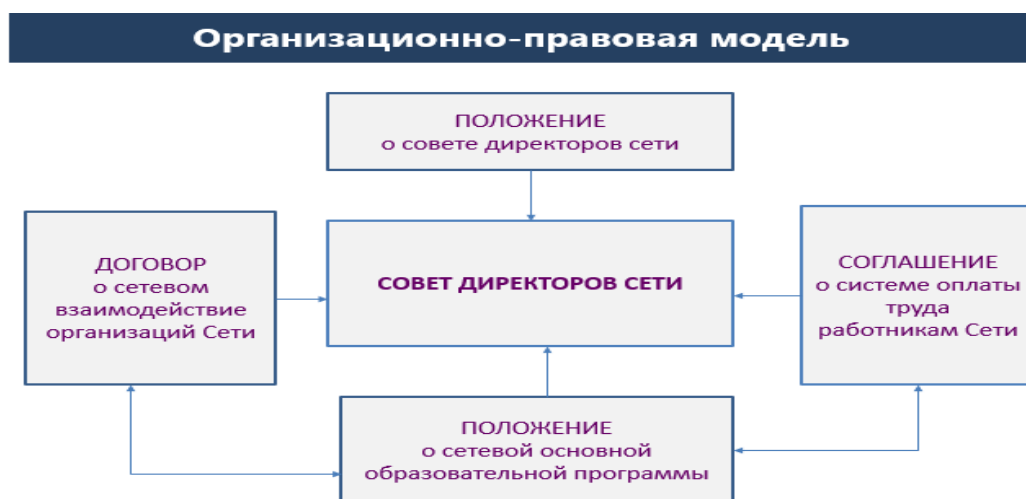 Организационно-правовая модель
ПОЛОЖЕНИЕ
о совете директоров сети
ДОГОВОР
о сетевом
взаимодействие
организаций Сети
СОВЕТ ДИРЕКТОРОВ СЕТИ
СОГЛАШЕНИЕ
о системе оплаты
труда
работникам Сети
ПОЛОЖЕНИЕ
о сетевой основной
образовательной программы